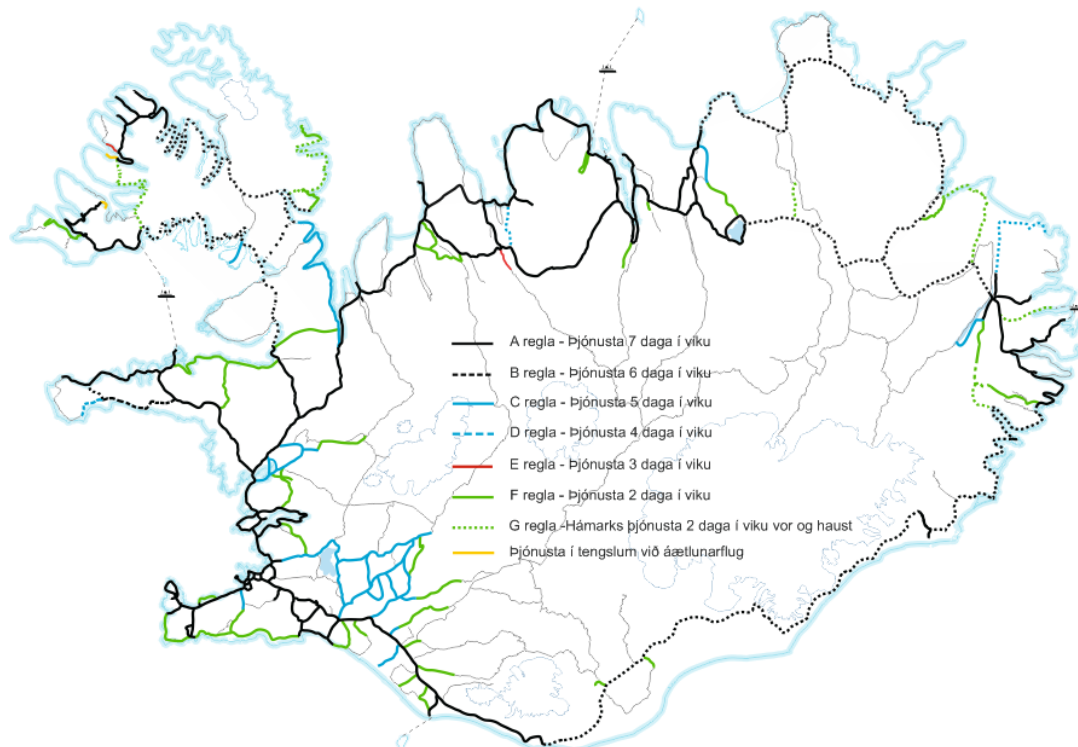 A regla - Þjónusta 7 daga í viku
B regla - Þjónusta 6 daga í viku
C regla - Þjónusta 5 daga í viku
D regla - Þjónusta 4 daga í viku
E regla - Þjónusta 3 daga í viku
F regla - Þjónusta 2 daga í viku
G regla -Hámarks þjónusta 2 daga í viku vor og haust
Þjónusta í tengslum við áætlunarflug